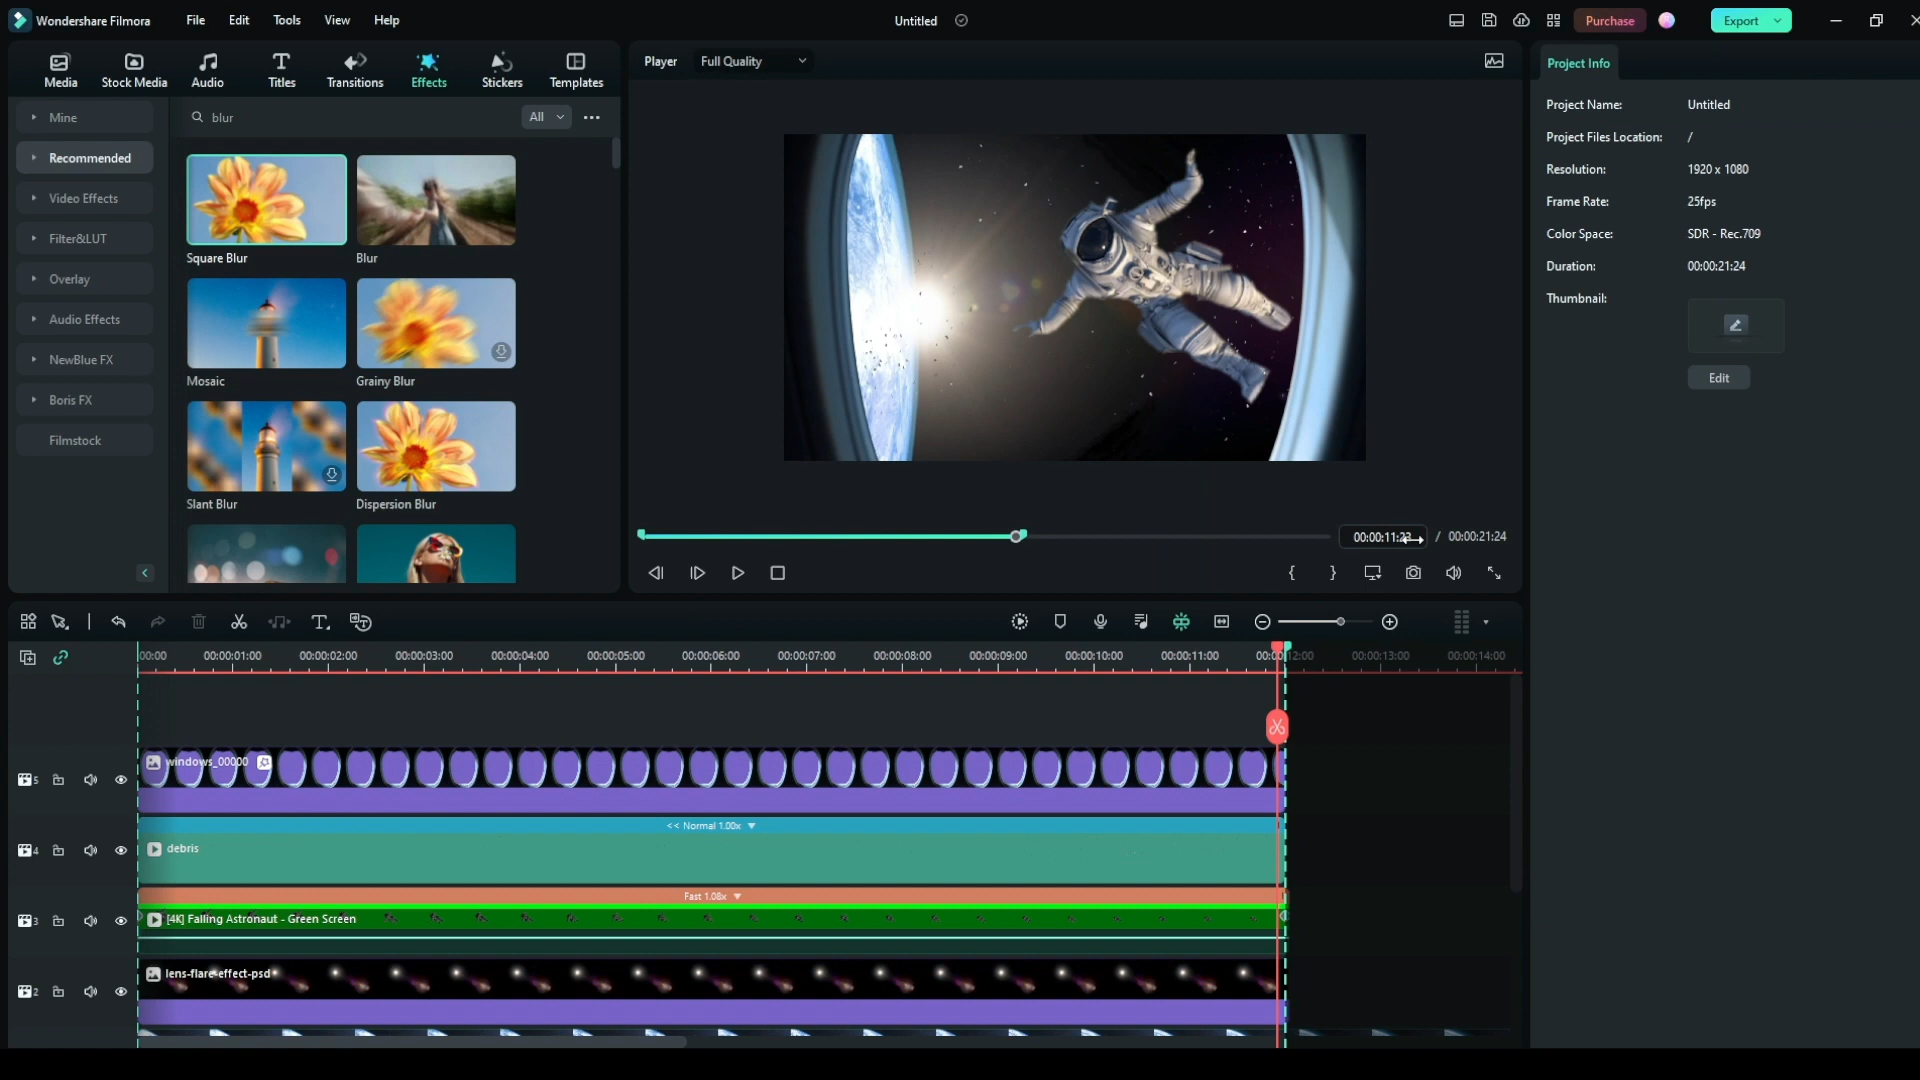 Wondershare Filmora
File Edit Tools View Help
Untitled
Purchase
Export
Media
Stock Media
Audio
Titles
Transitions
Effects
Stickers
Templates
Mine
Recommended
Video Effects
Filter&LUT
Overlay
Audio Effects
NewBlue FX
Boris FX
Filmstock
blur
All
Square Blur
Blur
Mosaic
Grainy Blur
Slant Blur
Dispersion Blur
Player Full Quality
00:00:11:23 / 00:00:21:24
Project Info
Project Name: Untitled
Project Files Location: /
Resolution: 1920 x 1080
Frame Rate: 25fps
Color Space: SDR - Rec.709
Duration: 00:00:21:24
Thumbnail:
Edit
00:00 00:00:01:00 00:00:02:00 00:00:03:00 00:00:04:00 00:00:05:00 00:00:06:00 00:00:07:00 00:00:08:00 00:00:09:00 00:00:10:00 00:00:11:00 00:00:12:00 00:00:13:00 00:00:14:00
5
windows_00000
<< Normal 1.00x
4
debris
Fast 1.08x
3
[4K] Falling Astronaut - Green Screen
2
lens-flare-effect-psd